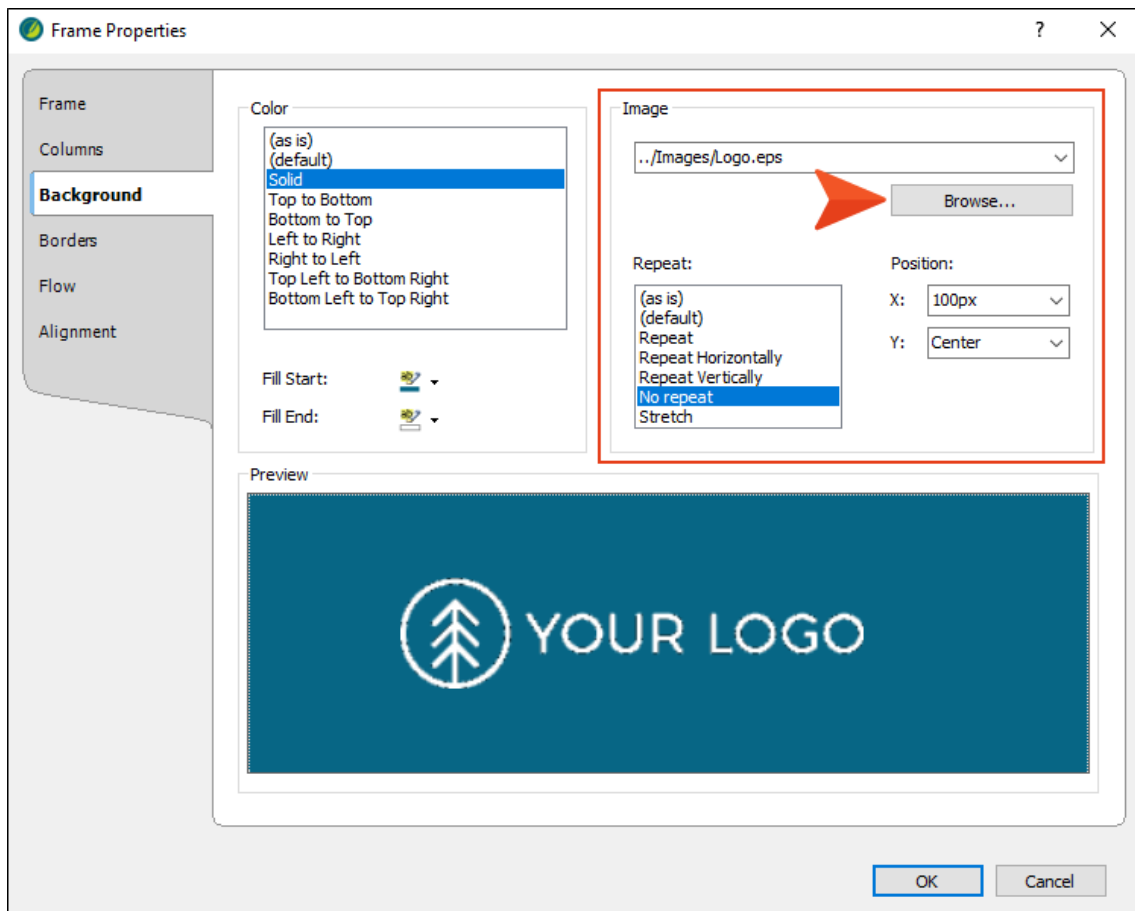 Frame Properties
?
Frame
Columns
Background
Borders
Flow
Alignment
Color
(as is)
(default)
Solid
Top to Bottom
Bottom to Top
Left to Right
Right to Left
Top Left to Bottom Right
Bottom Left to Top Right
Fill Start:
Fill End:
Image
../Images/Logo.eps
Browse...
Repeat:
(as is)
(default)
Repeat
Repeat Horizontally
Repeat Vertically
No repeat
Stretch
Position:
X: 100px
Y: Center
Preview
YOUR LOGO
OK
Cancel